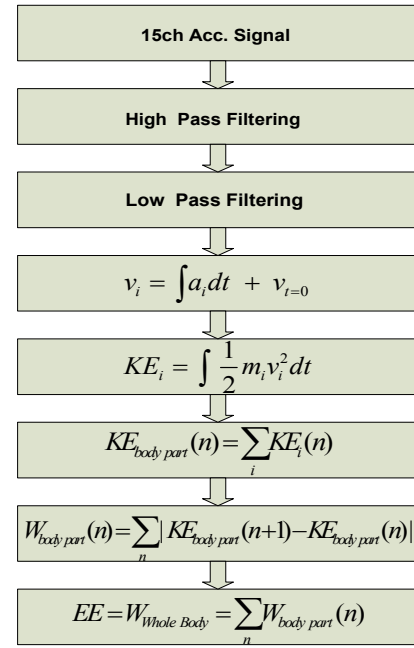 15ch Acc. Signal
High Pass Filtering
Low Pass Filtering
v_i = ∫a_i dt + v_{t=0}
KE_i = ∫ 1/2 m_i v_i^2 dt
KE_{body part}(n) = ∑_i KE_i(n)
W_{body part}(n) = ∑_n |KE_{body part}(n+1) − KE_{body part}(n)|
EE = W_{Whole Body} = ∑_n W_{body part}(n)